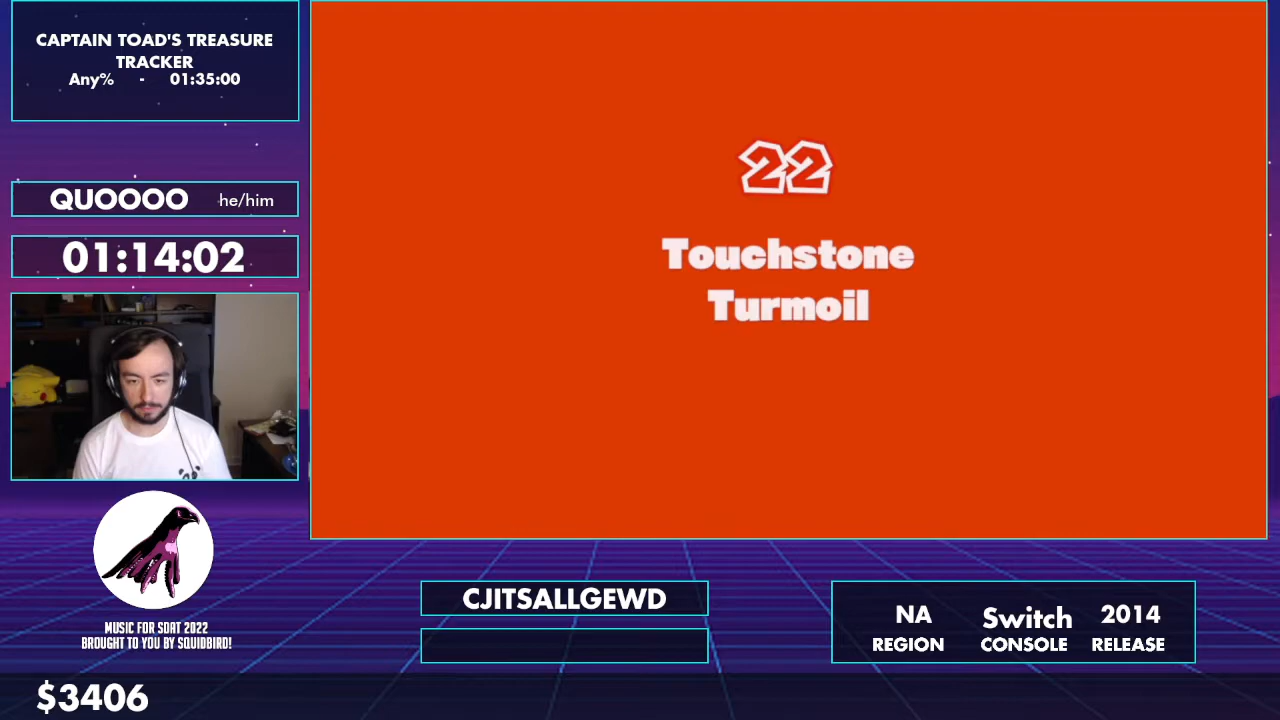 CAPTAIN TOAD'S TREASURE
TRACKER
Any% - 01:35:00
QUOOOO he/him
01:14:02
22
Touchstone
Turmoil
MUSIC FOR SDAT 2022
BROUGHT TO YOU BY SQUIDBIRD!
CJITSALLGEWD
NA Switch 2014
REGION CONSOLE RELEASE
$3406